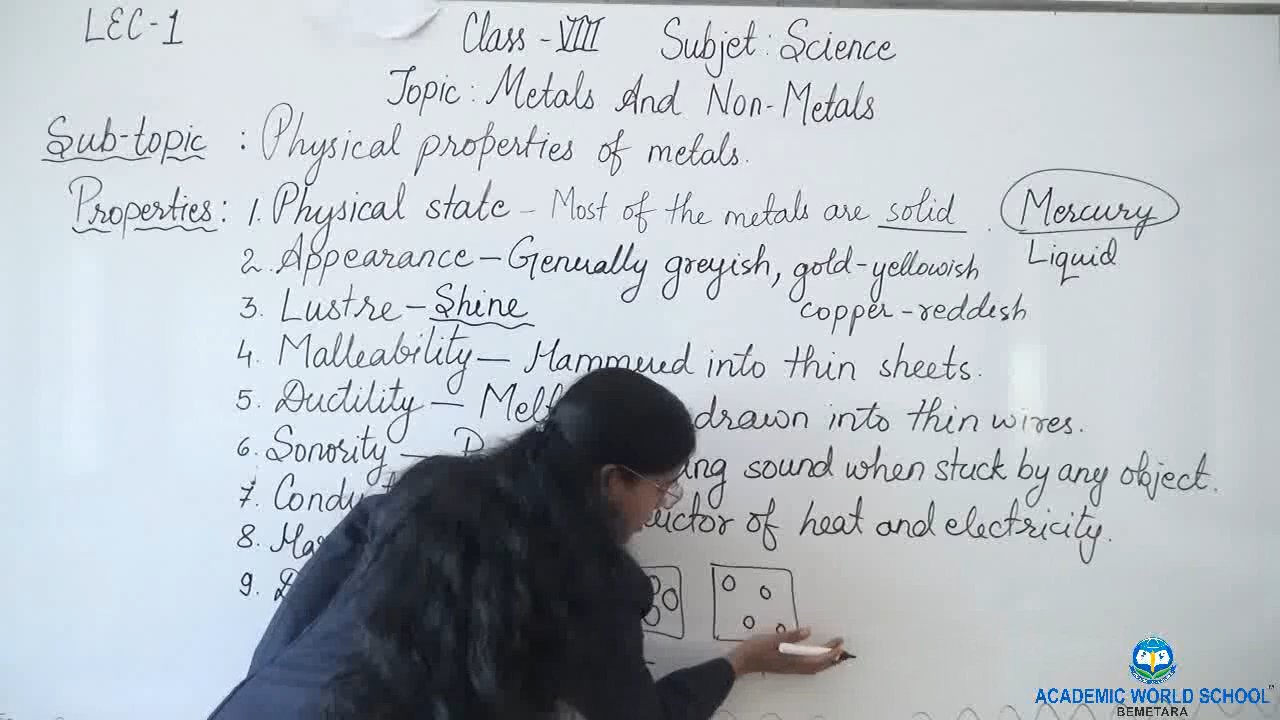 LEC-1
Class - VIII Subjet : Science
Topic : Metals And Non-Metals
Sub-topic : Physical properties of metals.
Properties : 1. Physical state - Most of the metals are solid . Mercury
Liquid
2. Appearance - Generally greyish, gold-yellowish
copper-reddish
3. Lustre - Shine
4. Malleability - Hammered into thin sheets.
5. Ductility - drawn into thin wires.
6. Sonority - sound when stuck by any object.
7. of heat and electricity.
8.
9.
ACADEMIC WORLD SCHOOL
BEMETARA